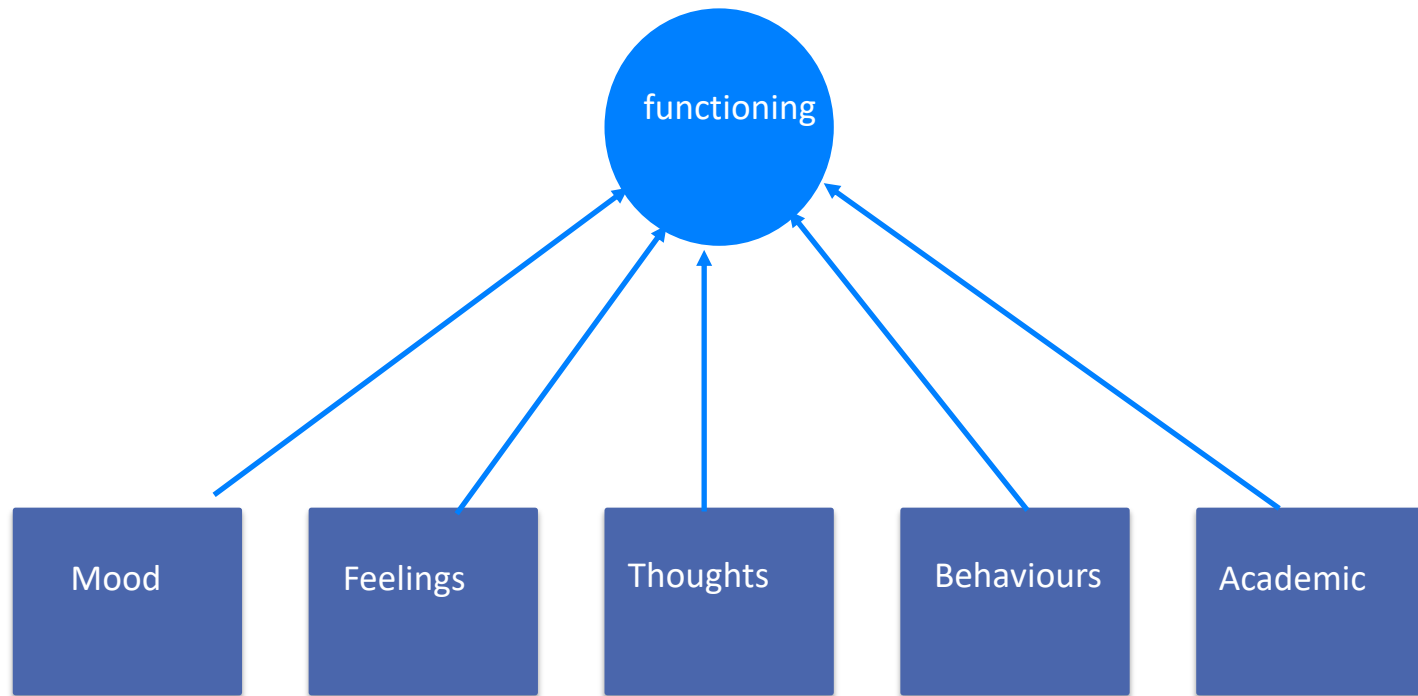 functioning
Mood
Feelings
Thoughts
Behaviours
Academic